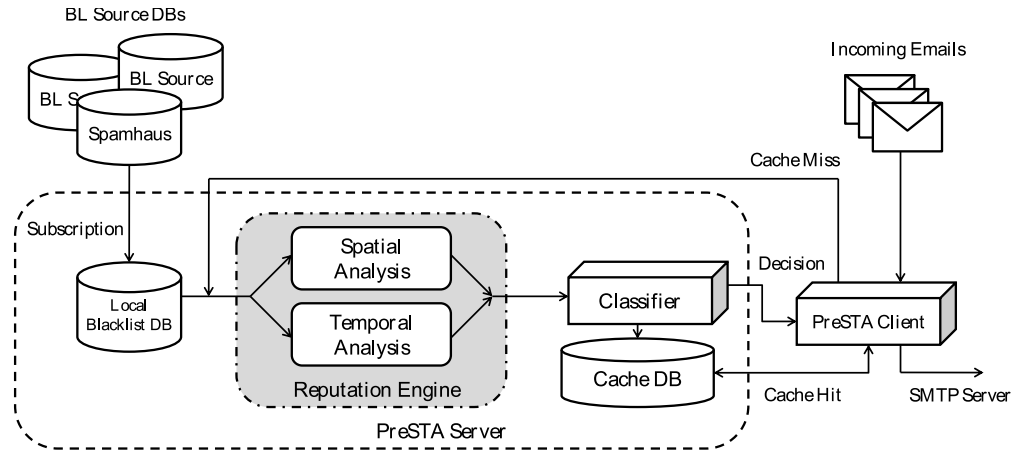 BL Source DBs
BL Source
BL S
Spamhaus
Incoming Emails
Cache Miss
Subscription
Spatial
Analysis
Decision
Local
Blacklist DB
Classifier
PreSTA Client
Temporal
Analysis
Reputation Engine
Cache DB
Cache Hit
SMTP Server
PreSTA Server